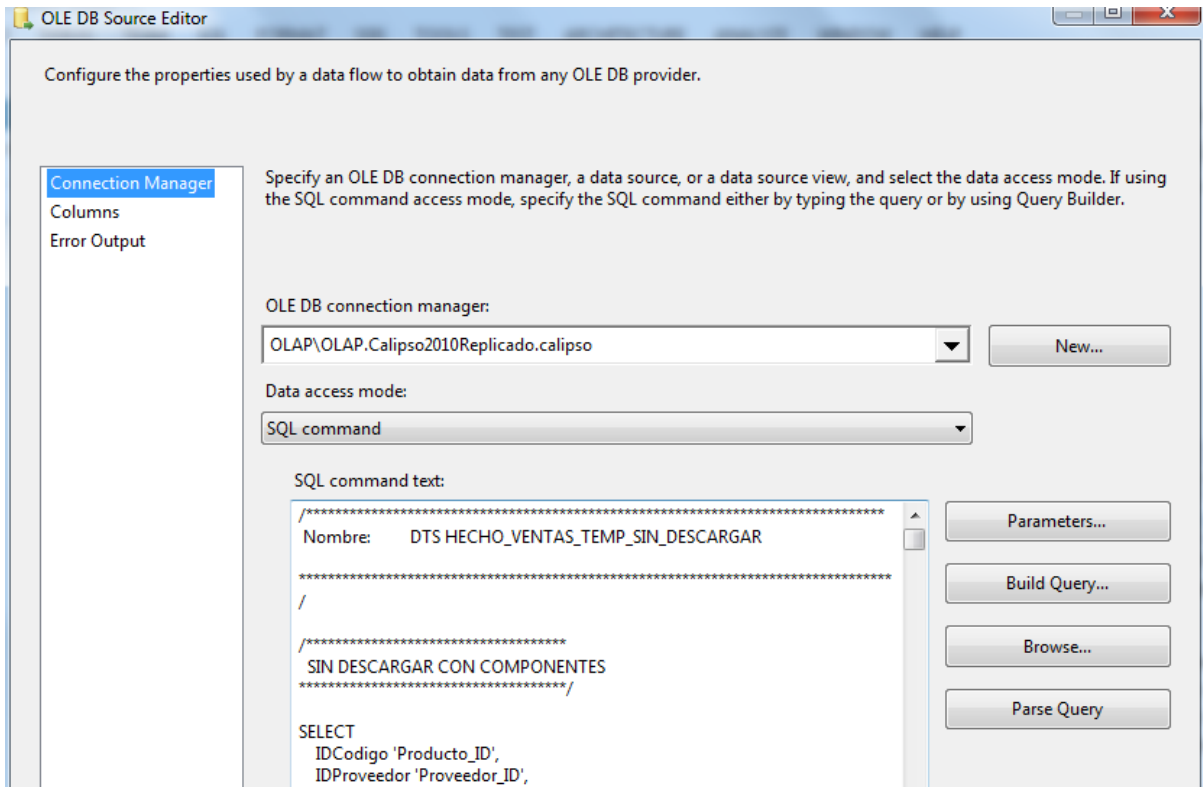 OLE DB Source Editor
Configure the properties used by a data flow to obtain data from any OLE DB provider.
Connection Manager
Columns
Error Output
Specify an OLE DB connection manager, a data source, or a data source view, and select the data access mode. If using
the SQL command access mode, specify the SQL command either by typing the query or by using Query Builder.
OLE DB connection manager:
OLAP\OLAP.Calipso2010Replicado.calipso
New...
Data access mode:
SQL command
SQL command text:
/********************************************************************************
Nombre: DTS HECHO_VENTAS_TEMP_SIN_DESCARGAR
**********************************************************************************
/
/************************************
SIN DESCARGAR CON COMPONENTES
*************************************/
SELECT
IDCodigo 'Producto_ID',
IDProveedor 'Proveedor_ID',
Parameters...
Build Query...
Browse...
Parse Query